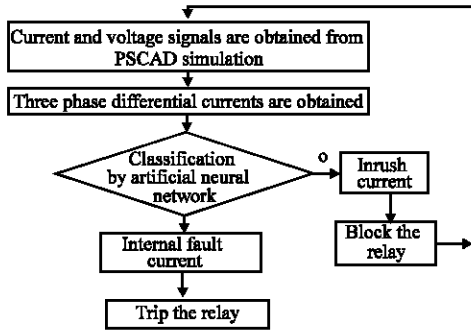 Current and voltage signals are obtained from
PSCAD simulation
Three phase differential currents are obtained
Classification
by artificial neural
network
o
Inrush
current
Block the
relay
Internal fault
current
Trip the relay